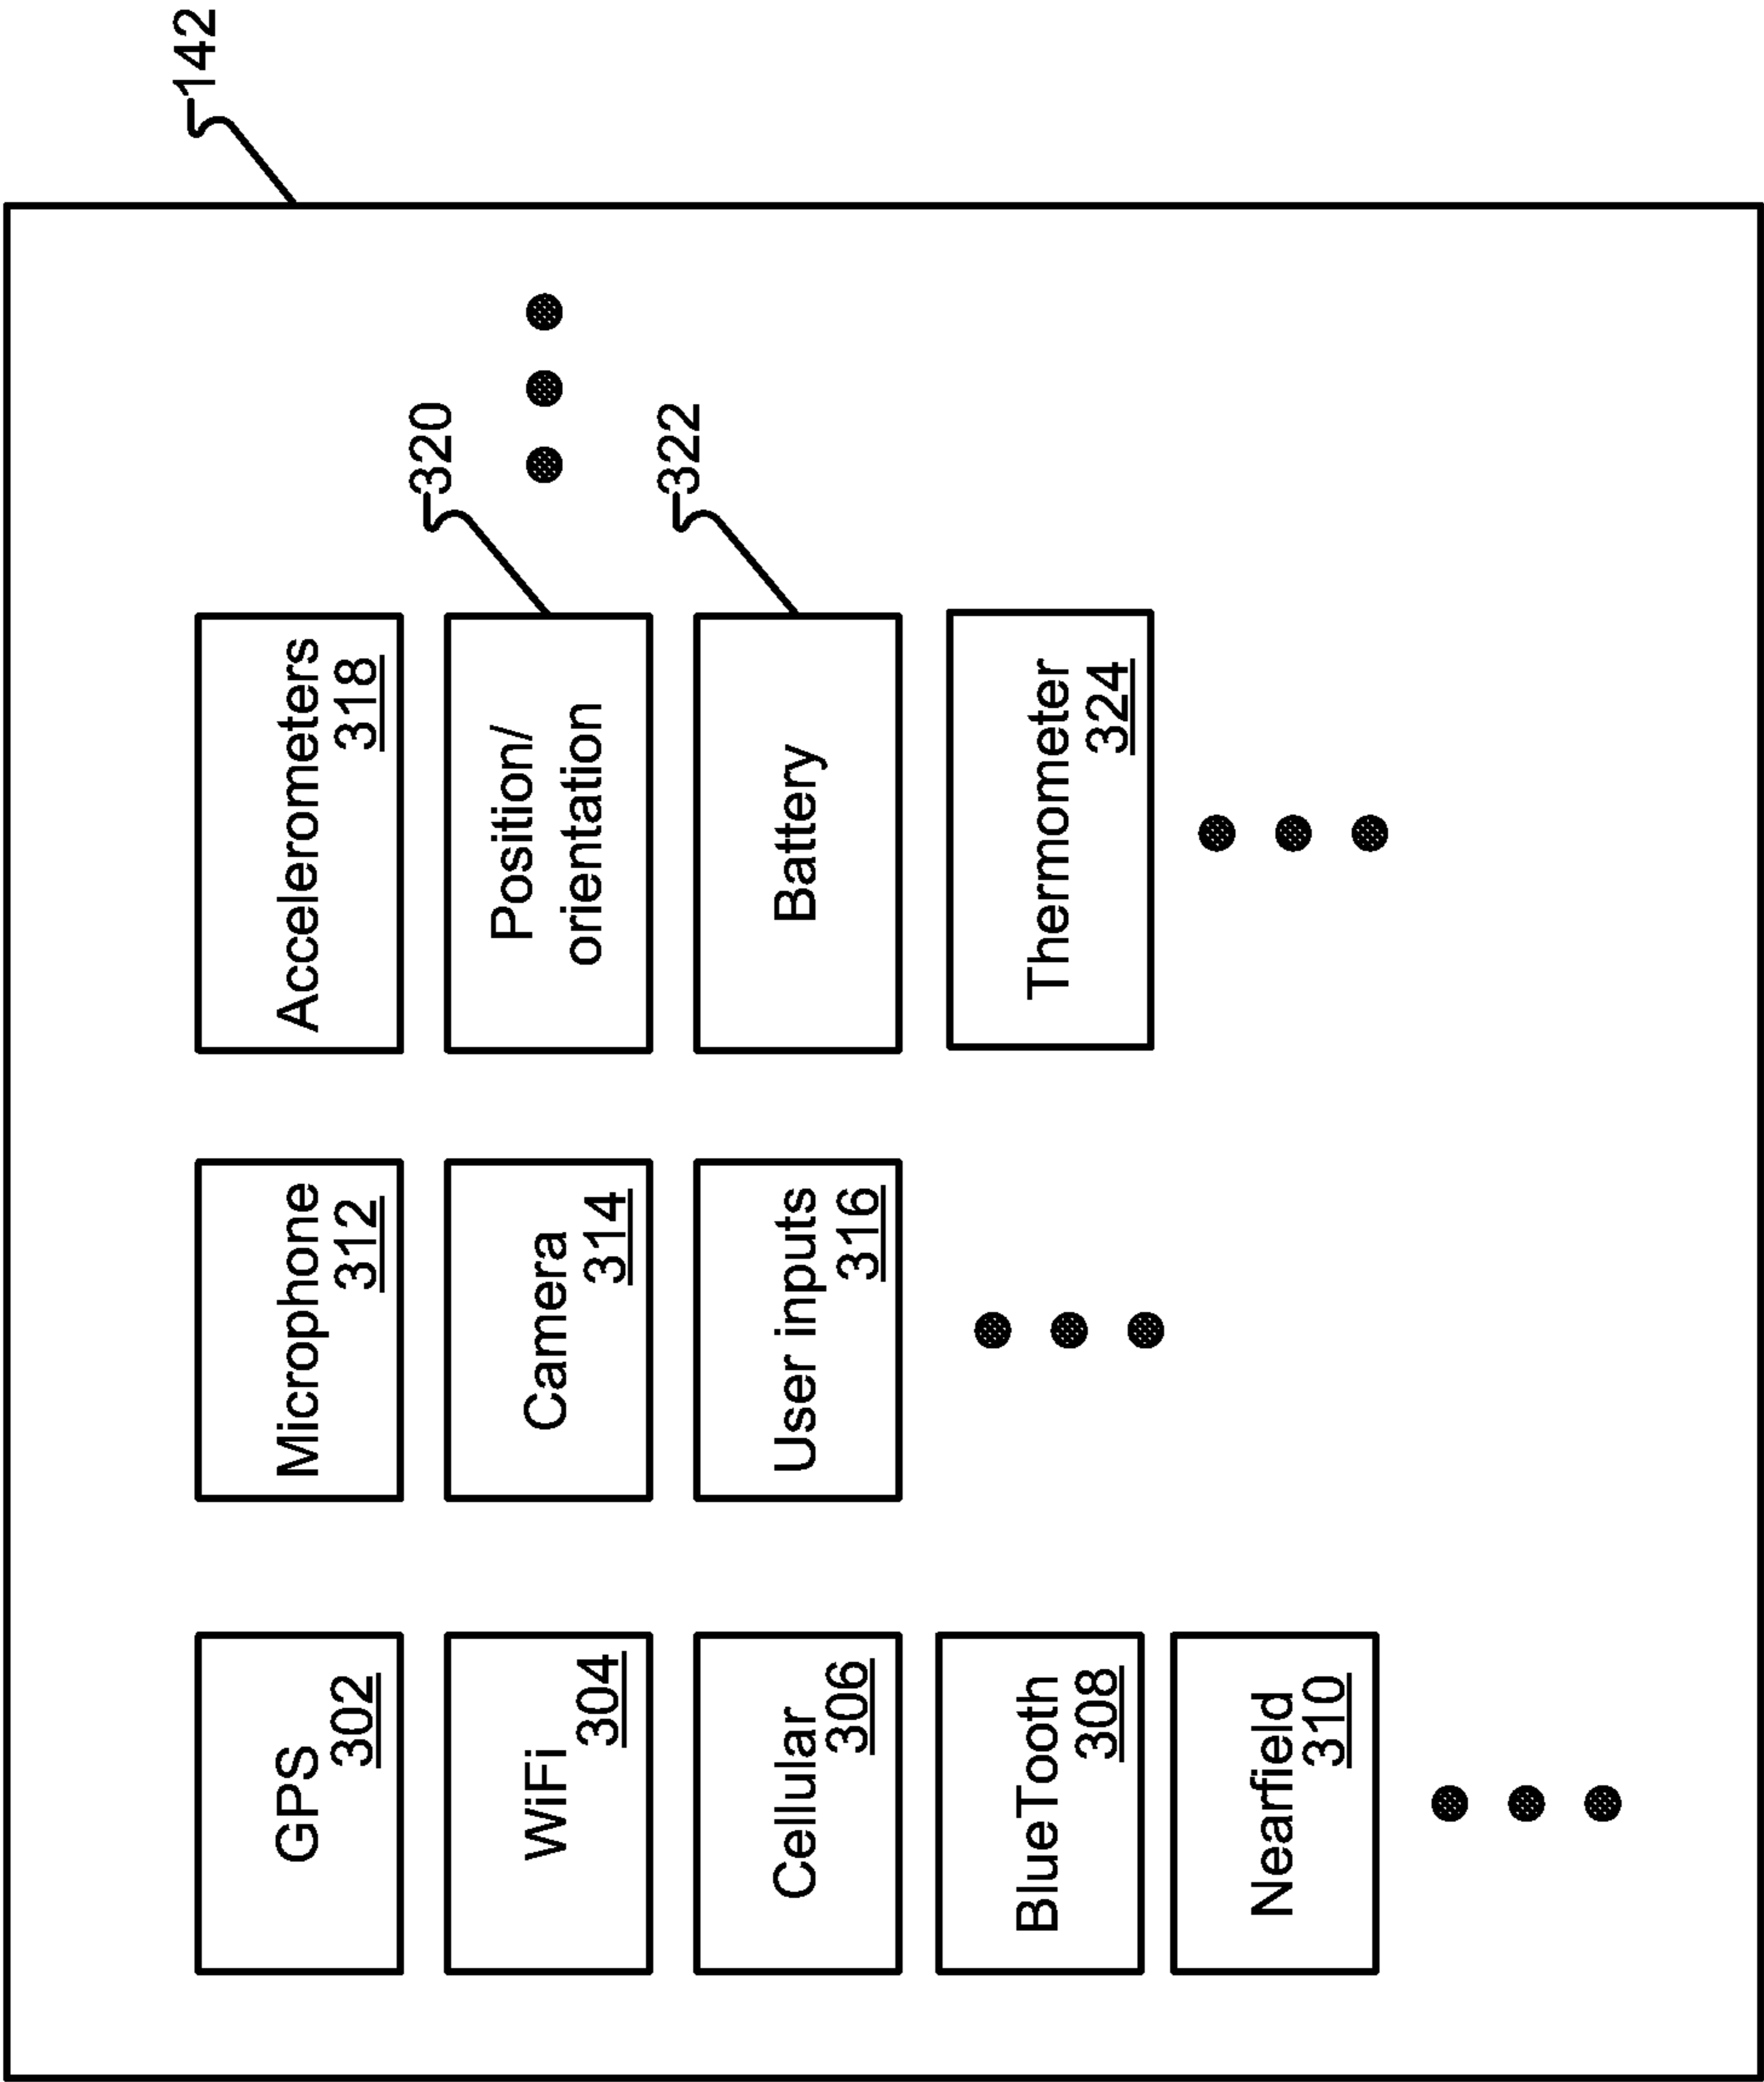 142
GPS
302
WiFi
304
Cellular
306
BlueTooth
308
Nearfield
310
Microphone
312
Camera
314
User inputs
316
Accelerometers
318
Position/
orientation
320
Battery
322
Thermometer
324